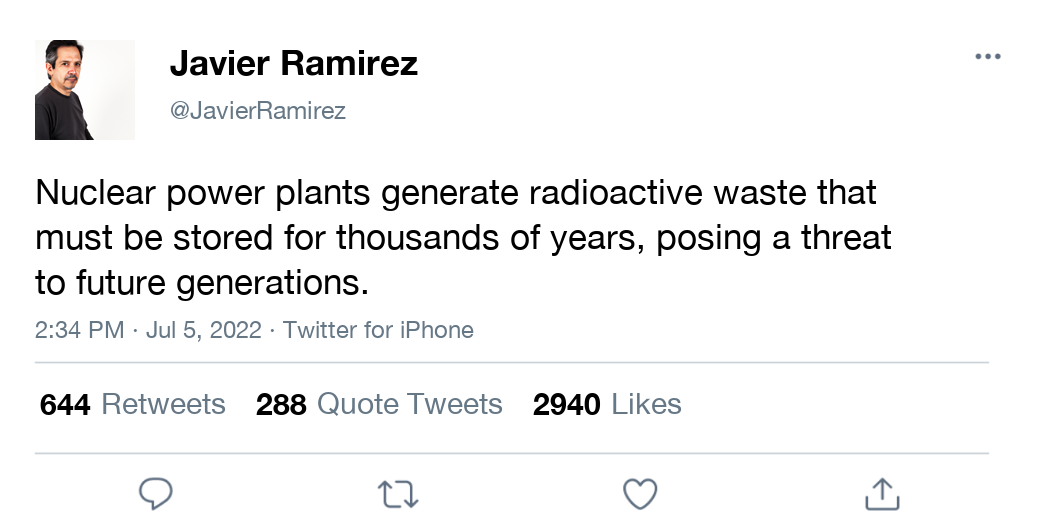 Javier Ramirez
@JavierRamirez
Nuclear power plants generate radioactive waste that
must be stored for thousands of years, posing a threat
to future generations.
2:34 PM · Jul 5, 2022 · Twitter for iPhone
644 Retweets 288 Quote Tweets 2940 Likes